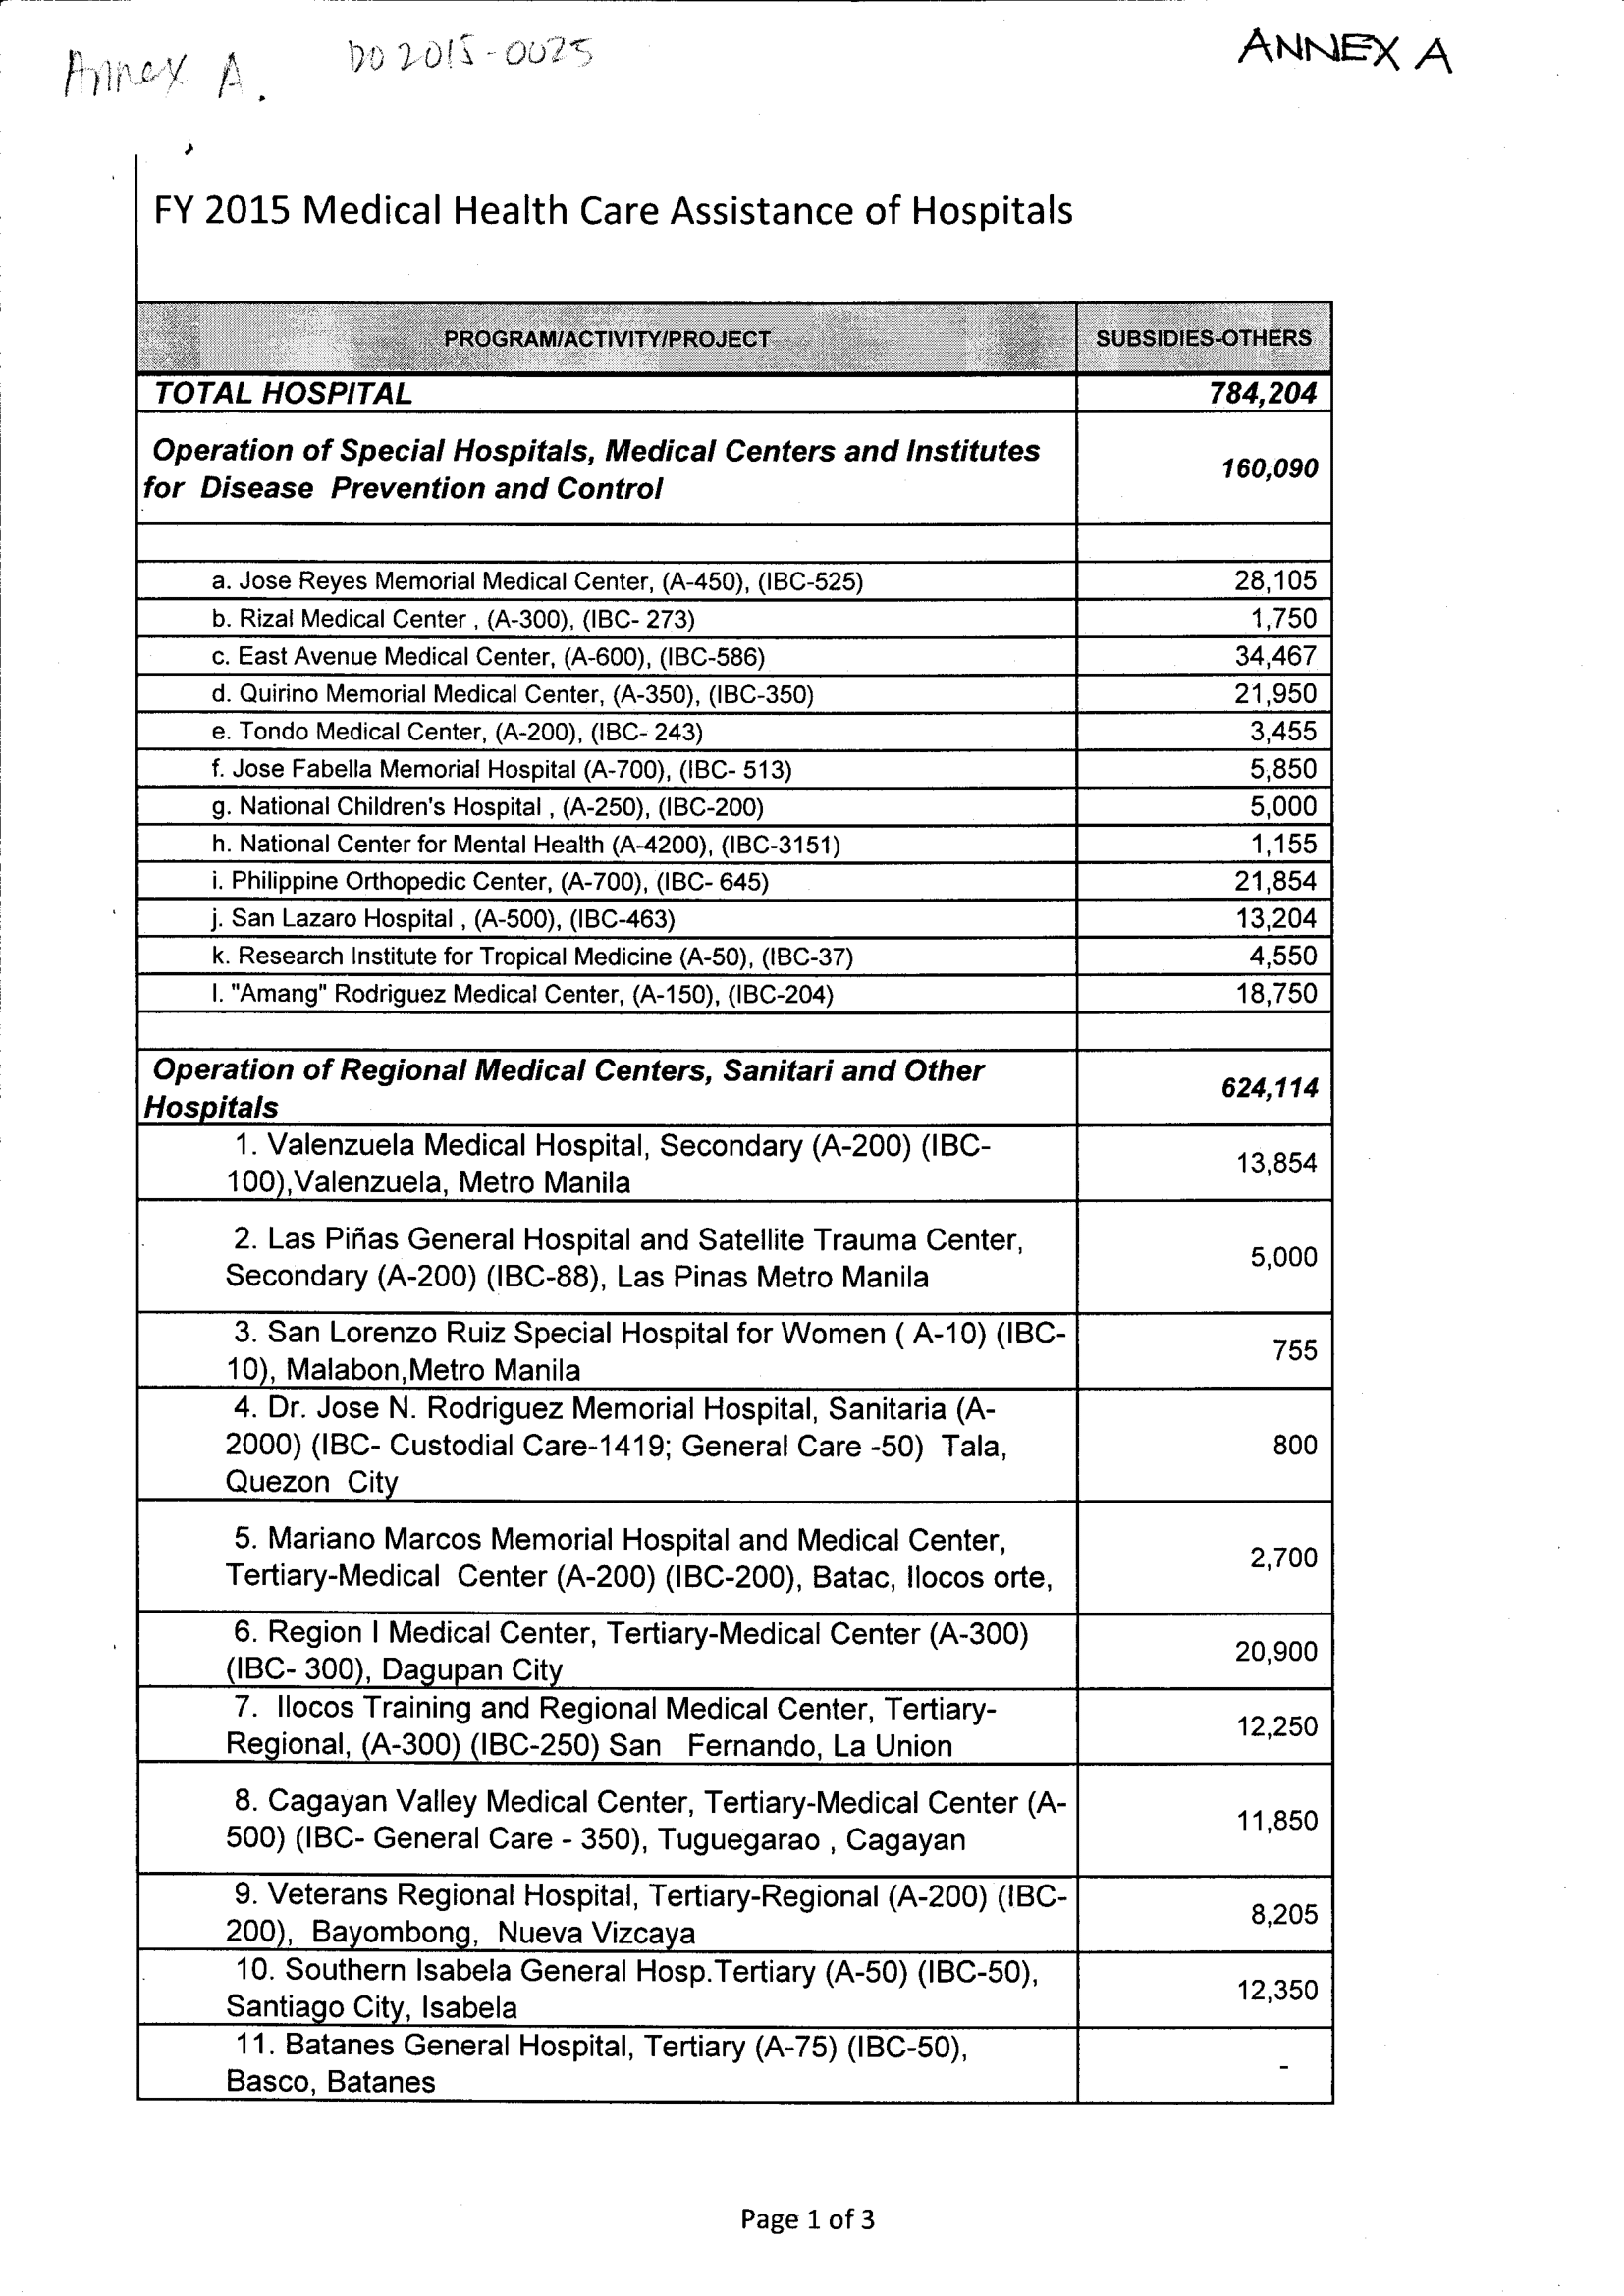 Annex A. DO 2015-0025 ANNEX A
FY 2015 Medical Health Care Assistance of Hospitals
PROGRAM/ACTIVITY/PROJECT SUBSIDIES-OTHERS
TOTAL HOSPITAL 784,204
Operation of Special Hospitals, Medical Centers and Institutes
for Disease Prevention and Control 160,090
a. Jose Reyes Memorial Medical Center, (A-450), (IBC-525) 28,105
b. Rizal Medical Center , (A-300), (IBC- 273) 1,750
c. East Avenue Medical Center, (A-600), (IBC-586) 34,467
d. Quirino Memorial Medical Center, (A-350), (IBC-350) 21,950
e. Tondo Medical Center, (A-200), (IBC- 243) 3,455
f. Jose Fabella Memorial Hospital (A-700), (IBC- 513) 5,850
g. National Children's Hospital , (A-250), (IBC-200) 5,000
h. National Center for Mental Health (A-4200), (IBC-3151) 1,155
i. Philippine Orthopedic Center, (A-700), (IBC- 645) 21,854
j. San Lazaro Hospital , (A-500), (IBC-463) 13,204
k. Research Institute for Tropical Medicine (A-50), (IBC-37) 4,550
l. "Amang" Rodriguez Medical Center, (A-150), (IBC-204) 18,750
Operation of Regional Medical Centers, Sanitari and Other
Hospitals 624,114
1. Valenzuela Medical Hospital, Secondary (A-200) (IBC-
100),Valenzuela, Metro Manila 13,854
2. Las Piñas General Hospital and Satellite Trauma Center,
Secondary (A-200) (IBC-88), Las Pinas Metro Manila 5,000
3. San Lorenzo Ruiz Special Hospital for Women ( A-10) (IBC-
10), Malabon,Metro Manila 755
4. Dr. Jose N. Rodriguez Memorial Hospital, Sanitaria (A-
2000) (IBC- Custodial Care-1419; General Care -50) Tala, 800
Quezon City
5. Mariano Marcos Memorial Hospital and Medical Center,
Tertiary-Medical Center (A-200) (IBC-200), Batac, Ilocos orte, 2,700
6. Region I Medical Center, Tertiary-Medical Center (A-300)
(IBC- 300), Dagupan City 20,900
7. Ilocos Training and Regional Medical Center, Tertiary-
Regional, (A-300) (IBC-250) San Fernando, La Union 12,250
8. Cagayan Valley Medical Center, Tertiary-Medical Center (A-
500) (IBC- General Care - 350), Tuguegarao , Cagayan 11,850
9. Veterans Regional Hospital, Tertiary-Regional (A-200) (IBC-
200), Bayombong, Nueva Vizcaya 8,205
10. Southern Isabela General Hosp.Tertiary (A-50) (IBC-50),
Santiago City, Isabela 12,350
11. Batanes General Hospital, Tertiary (A-75) (IBC-50),
Basco, Batanes -
Page 1 of 3